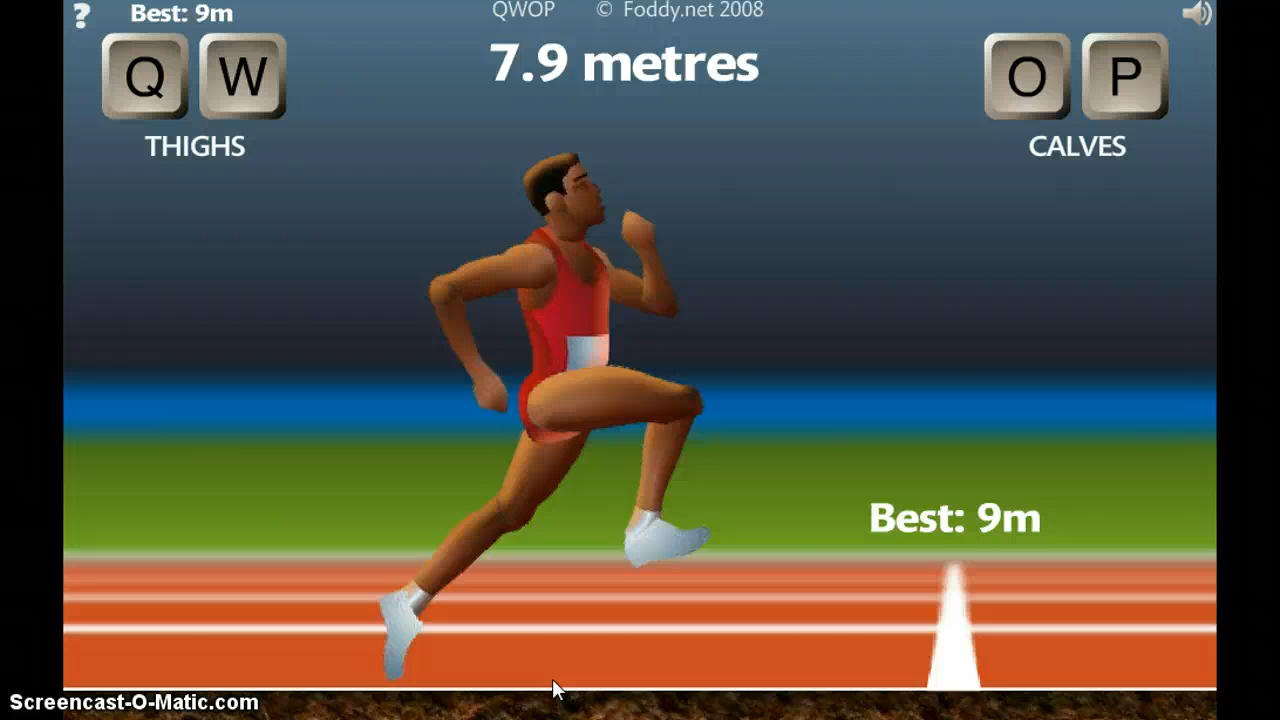 ?
Best: 9m
QWOP © Foddy.net 2008
7.9 metres
Q W
O P
THIGHS
CALVES
Best: 9m
Screencast-O-Matic.com